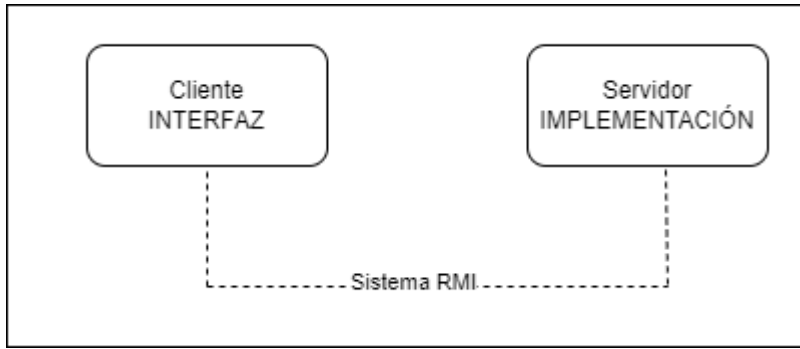 Cliente
INTERFAZ
Servidor
IMPLEMENTACIÓN
Sistema RMI